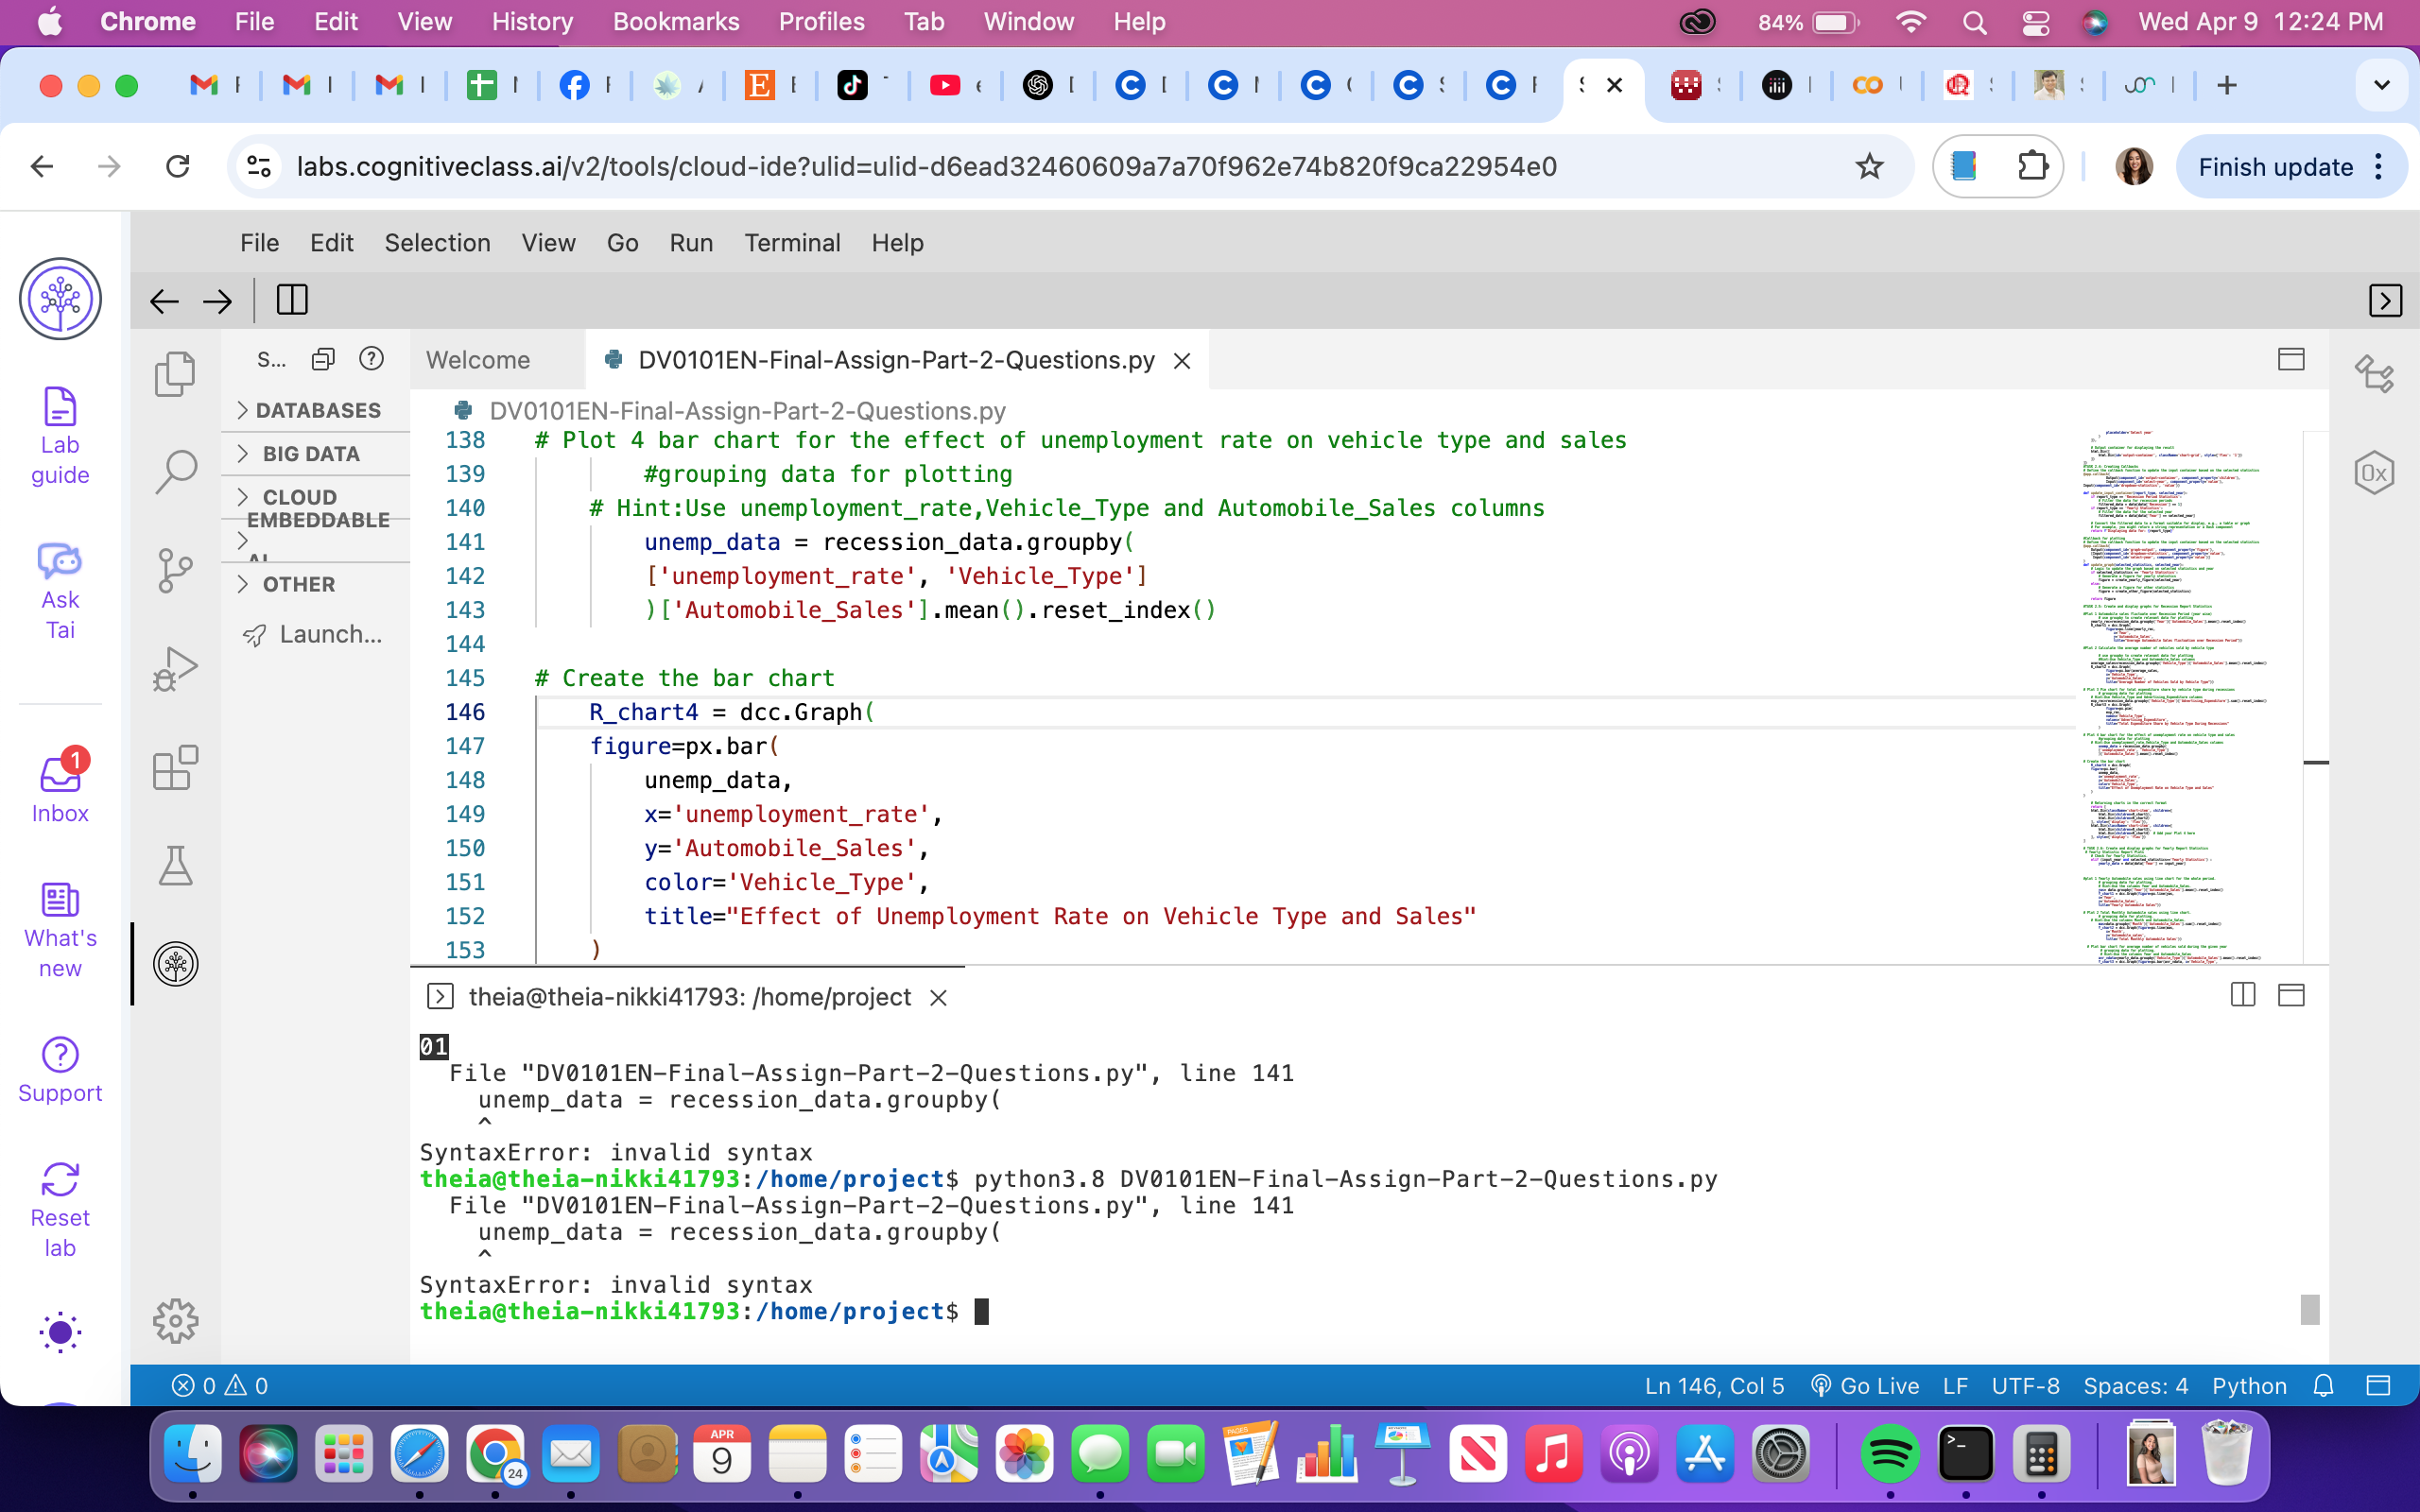 Chrome File Edit View History Bookmarks Profiles Tab Window Help 84% Wed Apr 9 12:24 PM
labs.cognitiveclass.ai/v2/tools/cloud-ide?ulid=ulid-d6ead32460609a7a70f962e74b820f9ca22954e0 Finish update
File Edit Selection View Go Run Terminal Help
Lab
guide
Ask
Tai
1
Inbox
What's
new
Support
Reset
lab
S...
DATABASES
BIG DATA
CLOUD
EMBEDDABLE
AI
OTHER
Launch...
Welcome DV0101EN-Final-Assign-Part-2-Questions.py
DV0101EN-Final-Assign-Part-2-Questions.py
138 # Plot 4 bar chart for the effect of unemployment rate on vehicle type and sales
139 #grouping data for plotting
140 # Hint:Use unemployment_rate,Vehicle_Type and Automobile_Sales columns
141 unemp_data = recession_data.groupby(
142 ['unemployment_rate', 'Vehicle_Type']
143 )['Automobile_Sales'].mean().reset_index()
144
145 # Create the bar chart
146 R_chart4 = dcc.Graph(
147 figure=px.bar(
148 unemp_data,
149 x='unemployment_rate',
150 y='Automobile_Sales',
151 color='Vehicle_Type',
152 title="Effect of Unemployment Rate on Vehicle Type and Sales"
153 )
theia@theia-nikki41793: /home/project
01
File "DV0101EN-Final-Assign-Part-2-Questions.py", line 141
unemp_data = recession_data.groupby(
^
SyntaxError: invalid syntax
theia@theia-nikki41793:/home/project$ python3.8 DV0101EN-Final-Assign-Part-2-Questions.py
File "DV0101EN-Final-Assign-Part-2-Questions.py", line 141
unemp_data = recession_data.groupby(
^
SyntaxError: invalid syntax
theia@theia-nikki41793:/home/project$
0 0 Ln 146, Col 5 Go Live LF UTF-8 Spaces: 4 Python
24
APR
9
PAGES